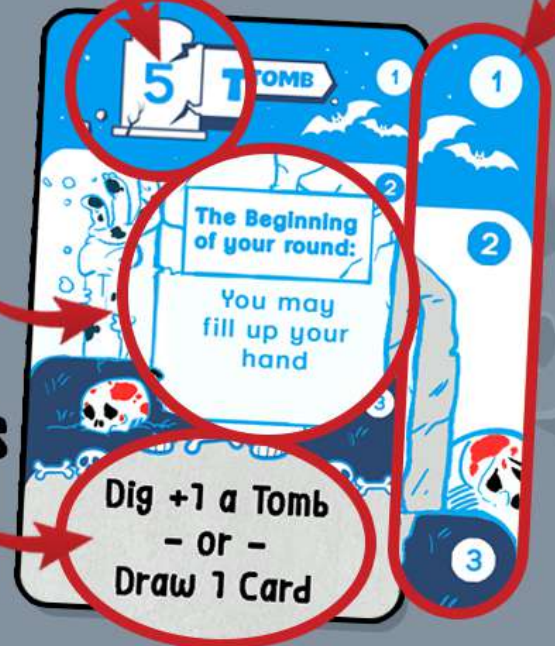 5
TOMB
1
2
The Beginning
of your round:
You may
fill up your
hand
3
Dig +1 a Tomb
- or -
Draw 1 Card
1
2
3
s